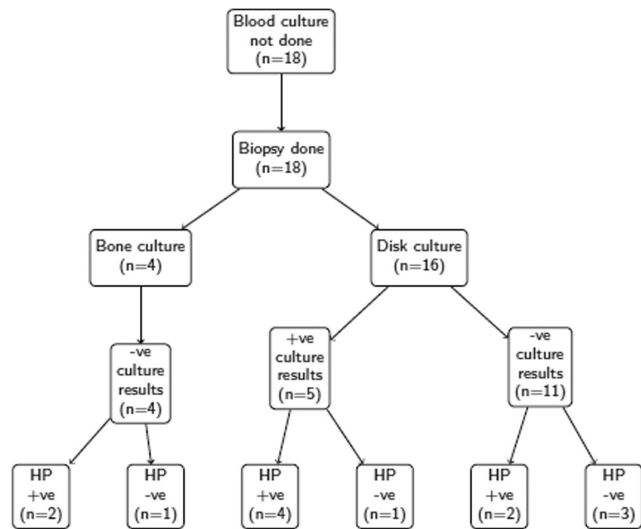 Blood culture
not done
(n=18)
Biopsy done
(n=18)
Bone culture
(n=4)
Disk culture
(n=16)
-ve
culture
results
(n=4)
+ve
culture
results
(n=5)
-ve
culture
results
(n=11)
HP
+ve
(n=2)
HP
-ve
(n=1)
HP
+ve
(n=4)
HP
-ve
(n=1)
HP
+ve
(n=2)
HP
-ve
(n=3)